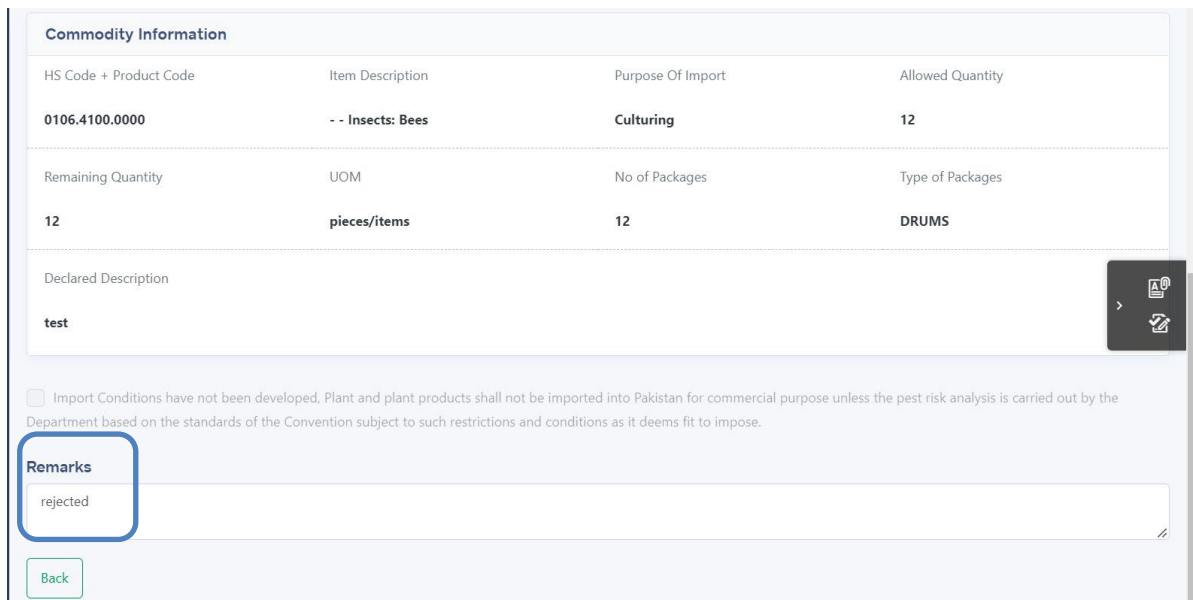 Commodity Information
HS Code + Product Code Item Description Purpose Of Import Allowed Quantity
0106.4100.0000 - - Insects: Bees Culturing 12
Remaining Quantity UOM No of Packages Type of Packages
12 pieces/items 12 DRUMS
Declared Description
test
Import Conditions have not been developed, Plant and plant products shall not be imported into Pakistan for commercial purpose unless the pest risk analysis is carried out by the
Department based on the standards of the Convention subject to such restrictions and conditions as it deems fit to impose.
Remarks
rejected
Back